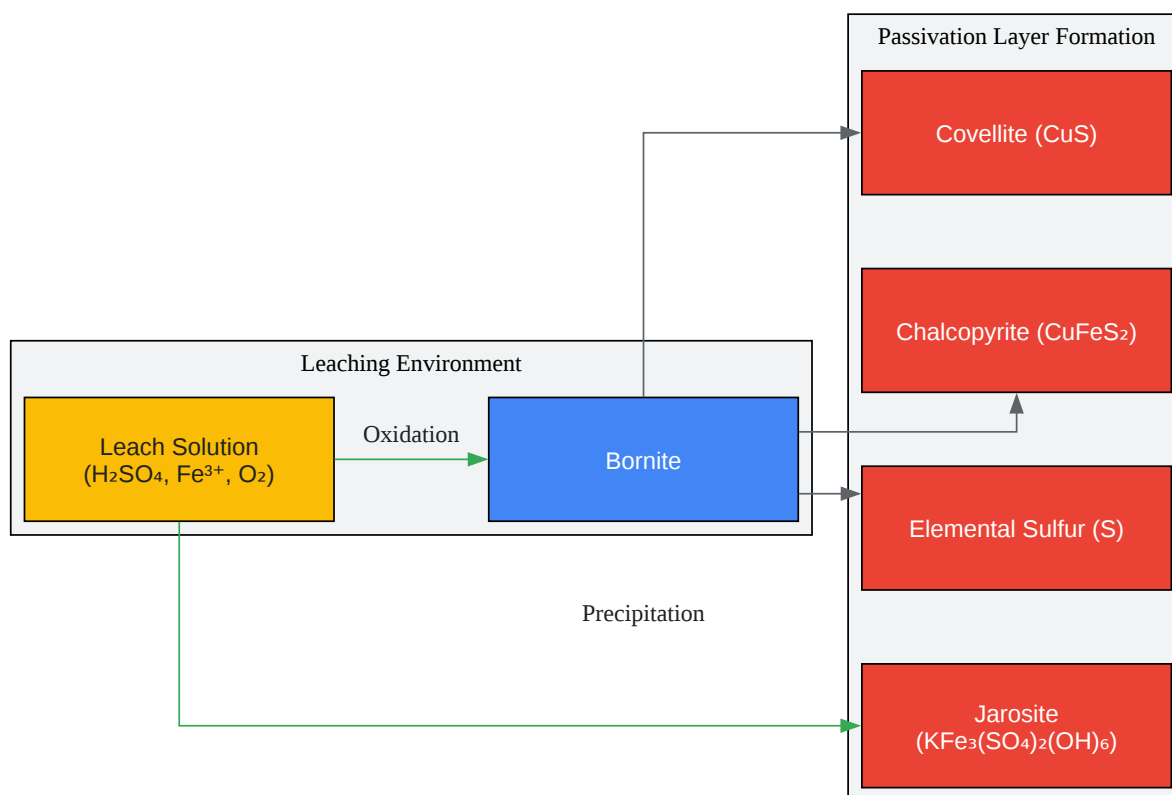 Passivation Layer Formation
Covellite (CuS)
Chalcopyrite (CuFeS₂)
Leaching Environment
Leach Solution
(H₂SO₄, Fe³⁺, O₂)
Oxidation
Bornite
Elemental Sulfur (S)
Precipitation
Jarosite
(KFe₃(SO₄)₂(OH)₆)